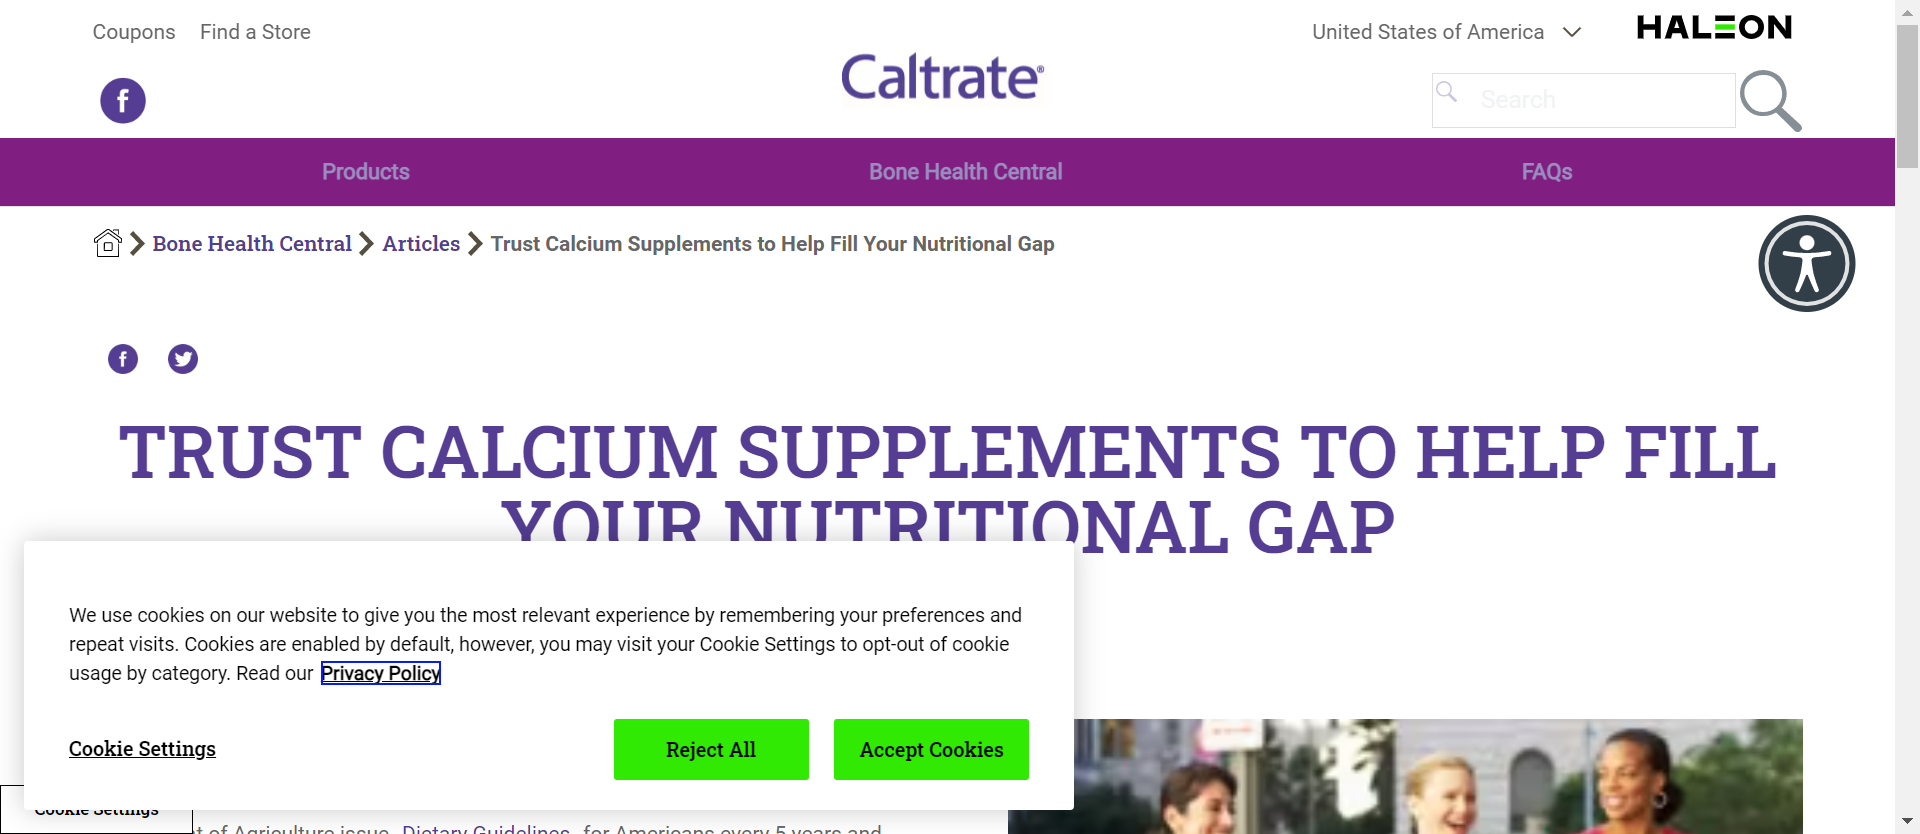 Coupons Find a Store
United States of America
HALEON
Caltrate®
Search
Products Bone Health Central FAQs
Bone Health Central Articles Trust Calcium Supplements to Help Fill Your Nutritional Gap
TRUST CALCIUM SUPPLEMENTS TO HELP FILL
YOUR NUTRITIONAL GAP
We use cookies on our website to give you the most relevant experience by remembering your preferences and
repeat visits. Cookies are enabled by default, however, you may visit your Cookie Settings to opt-out of cookie
usage by category. Read our Privacy Policy
Cookie Settings Reject All Accept Cookies
Cookie Settings
of Agriculture issue Dietary Guidelines for Americans every 5 years and